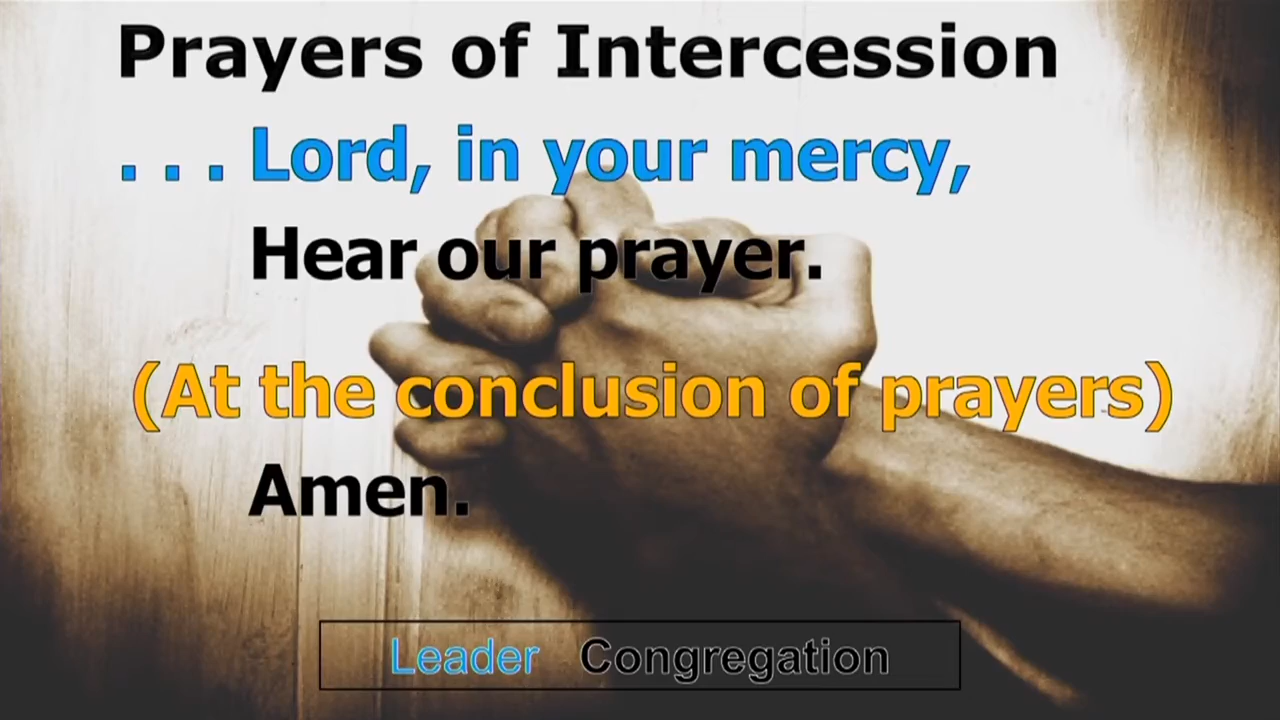 Prayers of Intercession
. . . Lord, in your mercy,
Hear our prayer.
(At the conclusion of prayers)
Amen.
Leader Congregation